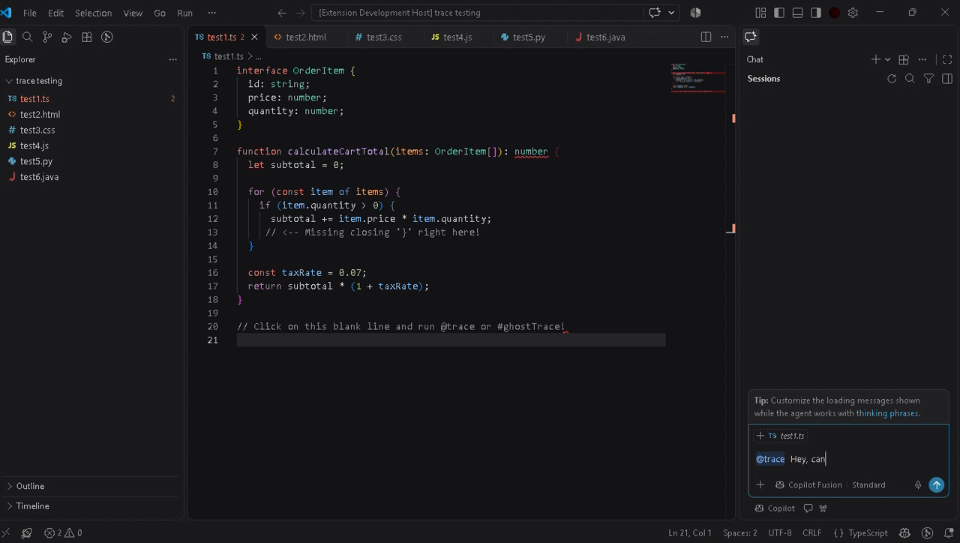 File Edit Selection View Go Run ··· [Extension Development Host] trace testing
Explorer ···
trace testing
TS test1.ts 2
<> test2.html
# test3.css
JS test4.js
test5.py
J test6.java
Outline
Timeline
TS test1.ts 2 × <> test2.html # test3.css JS test4.js test5.py J test6.java ···
TS test1.ts > ...
1 interface OrderItem {
2 id: string;
3 price: number;
4 quantity: number;
5 }
6
7 function calculateCartTotal(items: OrderItem[]): number {
8 let subtotal = 0;
9
10 for (const item of items) {
11 if (item.quantity > 0) {
12 subtotal += item.price * item.quantity;
13 // <-- Missing closing '}' right here!
14 }
15
16 const taxRate = 0.07;
17 return subtotal * (1 + taxRate);
18 }
19
20 // Click on this blank line and run @trace or #ghostTrace!
21
Chat
Sessions
Tip: Customize the loading messages shown
while the agent works with thinking phrases.
+ TS test1.ts
@trace Hey, can
+ Copilot Fusion Standard
Copilot
2 0 Ln 21, Col 1 Spaces: 2 UTF-8 CRLF {} TypeScript